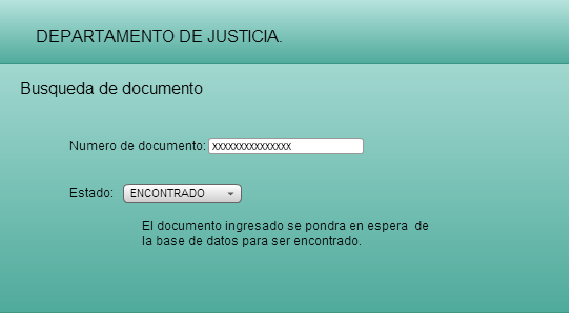 DEPARTAMENTO DE JUSTICIA.
Busqueda de documento
Numero de documento: xxxxxxxxxxxxxxx
Estado: ENCONTRADO
El documento ingresado se pondra en espera de
la base de datos para ser encontrado.